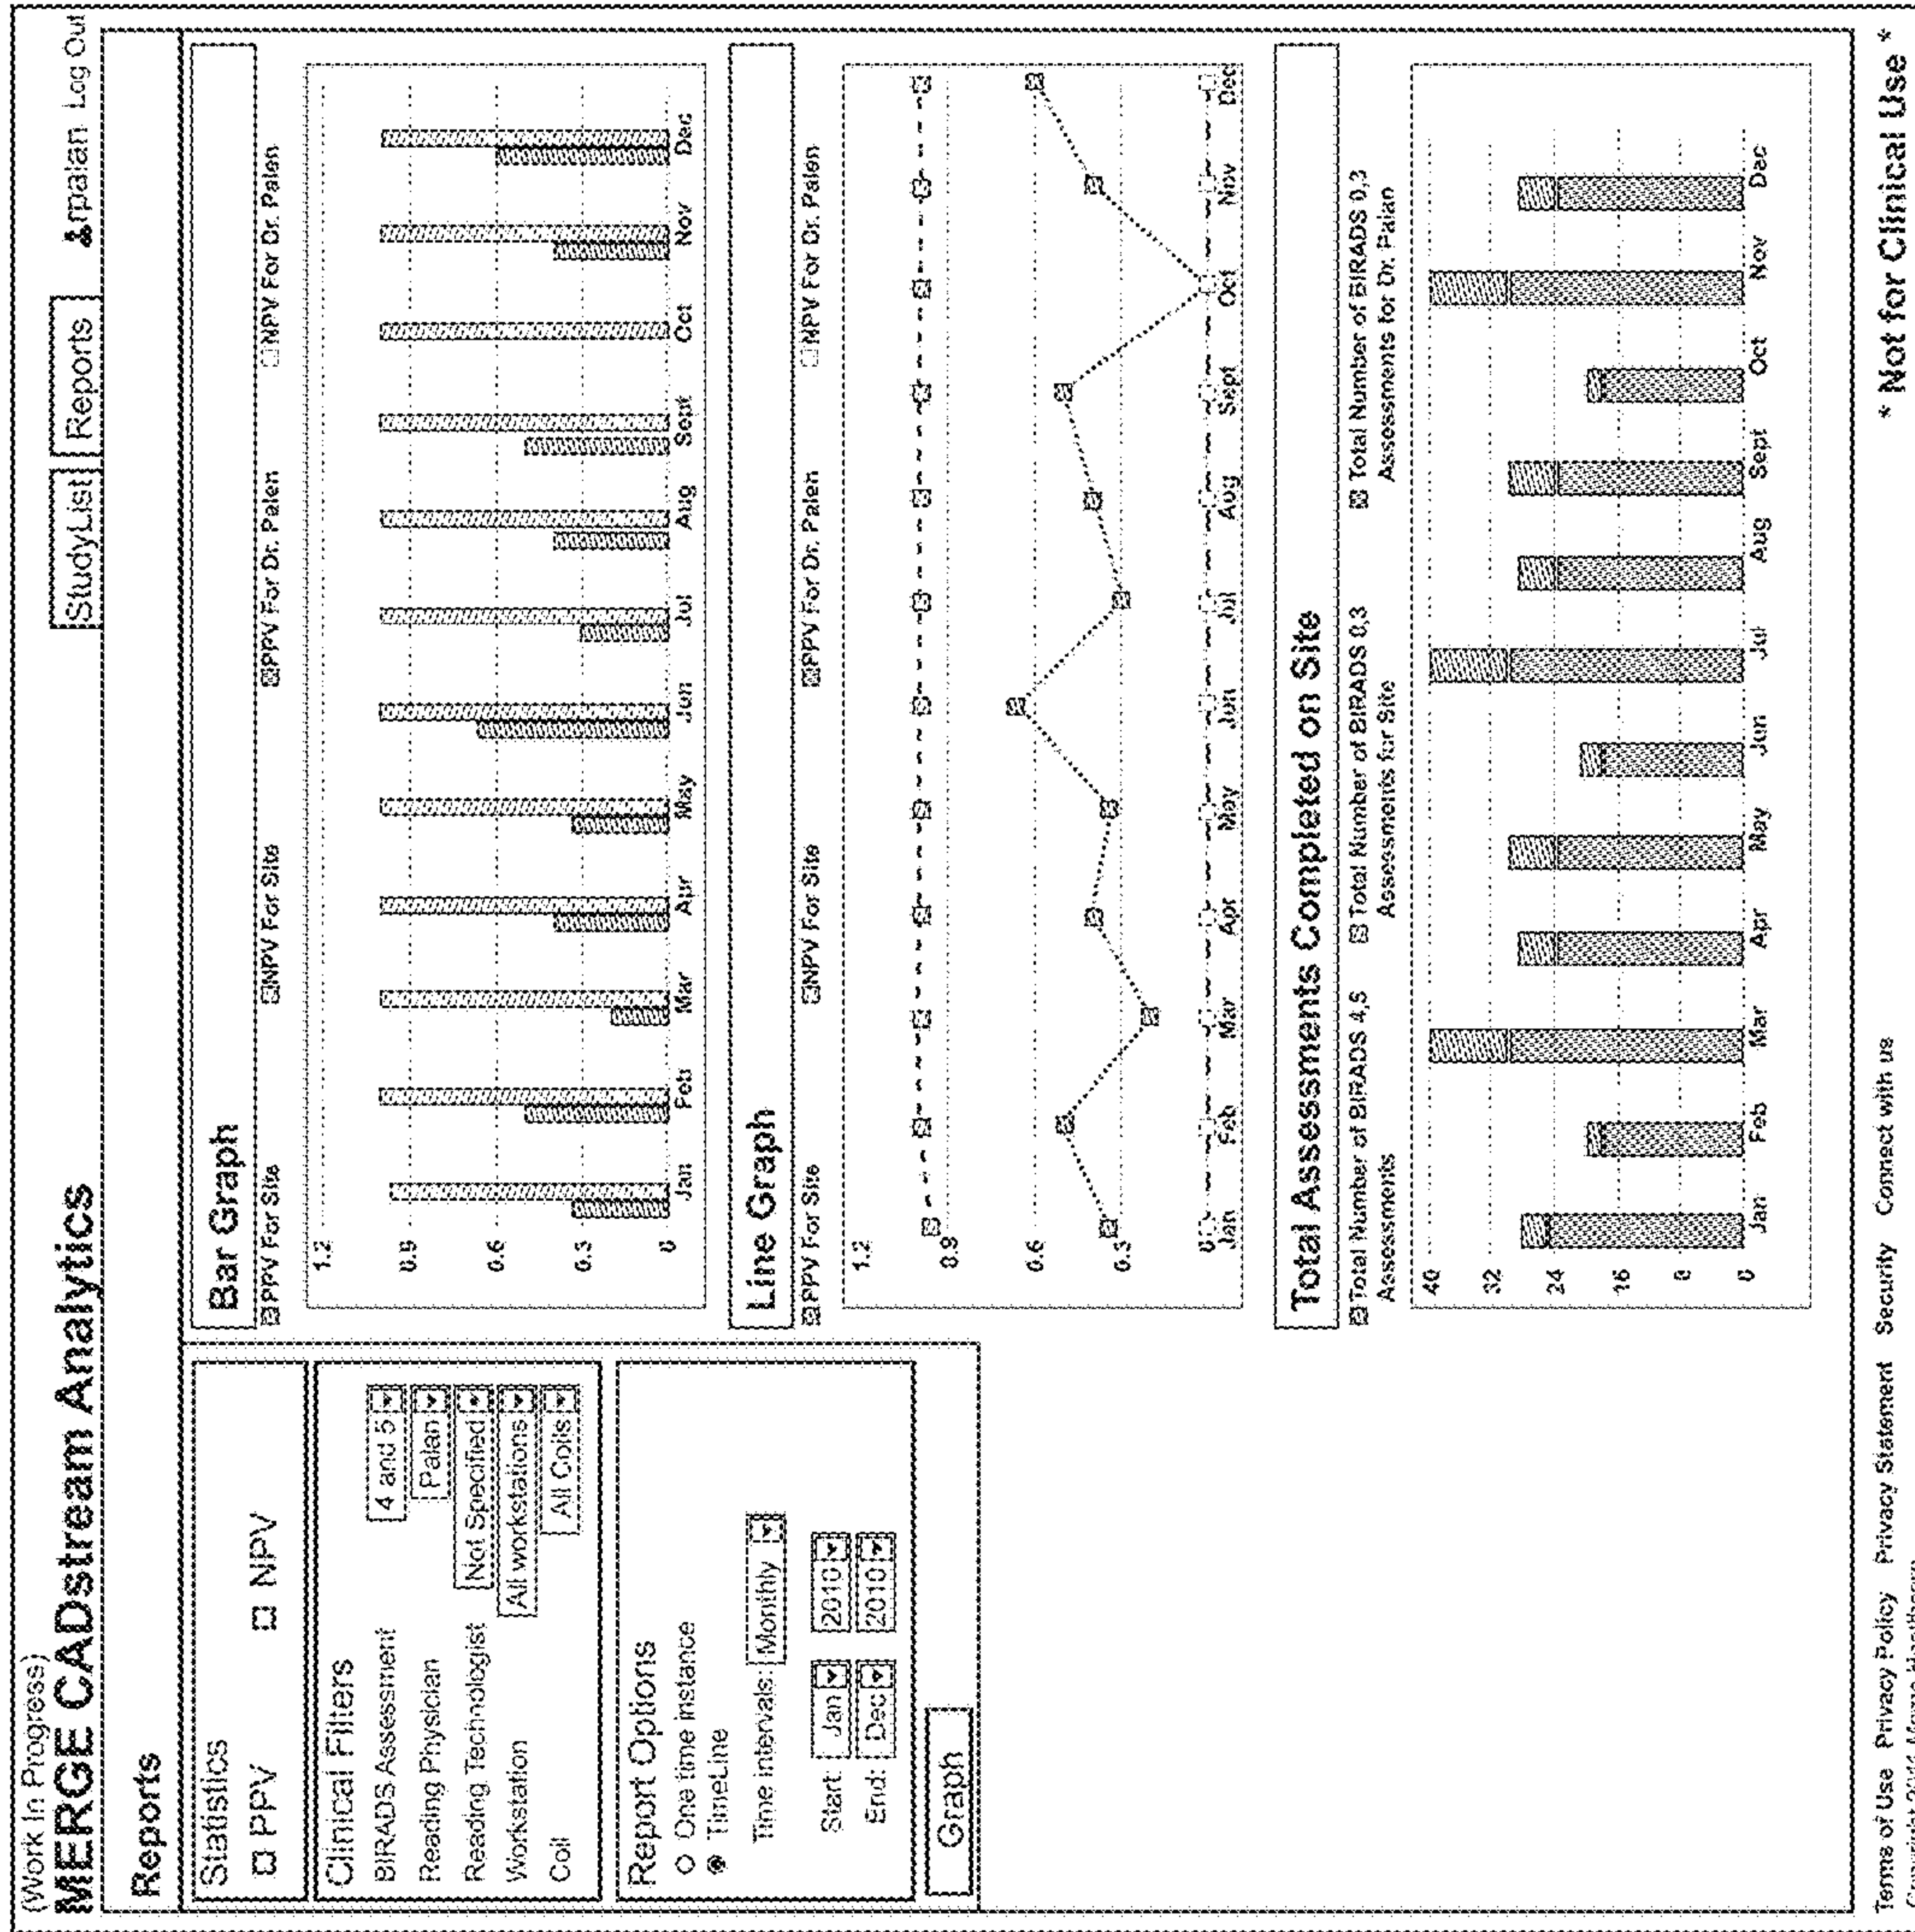 (Work In Progress)
MERGE CADstream Analytics
StudyList Reports rpalan Log Out
Reports
Statistics
PPV NPV
Clinical Filters
BIRADS Assessment 4 and 5
Reading Physician Palan
Reading Technologist Not Specified
Workstation All workstations
Coil All Coils
Report Options
One time instance
TimeLine
Time intervals: Monthly
Start: Jan 2010
End: Dec 2010
Graph
Bar Graph
PPV For Site NPV For Site PPV For Dr. Palen NPV For Dr. Palen
1.2
0.9
0.6
0.3
0
Jan Feb Mar Apr May Jun Jul Aug Sept Oct Nov Dec
Line Graph
PPV For Site NPV For Site PPV For Dr. Palen NPV For Dr. Palen
1.2
0.9
0.6
0.3
0
Jan Feb Mar Apr May Jun Jul Aug Sept Oct Nov Dec
Total Assessments Completed on Site
Total Number of BIRADS 4,5 Total Number of BIRADS 0,3 Total Number of BIRADS 0,3
Assessments Assessments for Site Assessments for Dr. Palan
40
32
24
16
8
0
Jan Feb Mar Apr May Jun Jul Aug Sept Oct Nov Dec
Terms of Use Privacy Policy Privacy Statement Security Connect with us
* Not for Clinical Use *